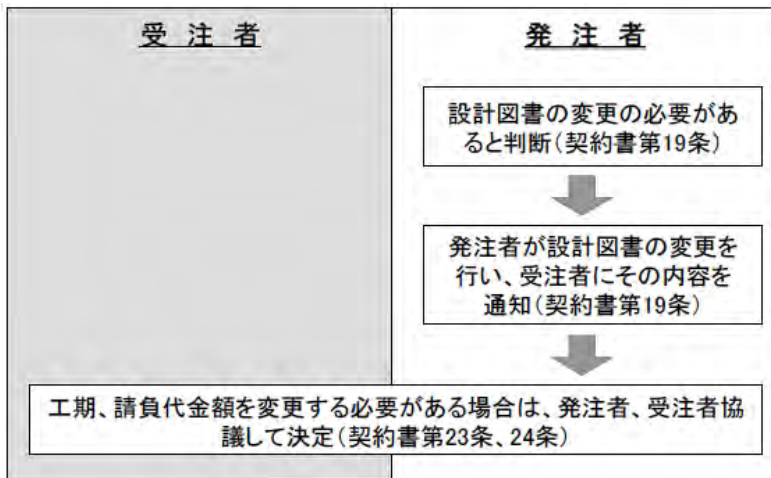 受 注 者
発 注 者
設計図書の変更の必要があ
ると判断(契約書第19条)
発注者が設計図書の変更を
行い、受注者にその内容を
通知(契約書第19条)
工期、請負代金額を変更する必要がある場合は、発注者、受注者協
議して決定(契約書第23条、24条)